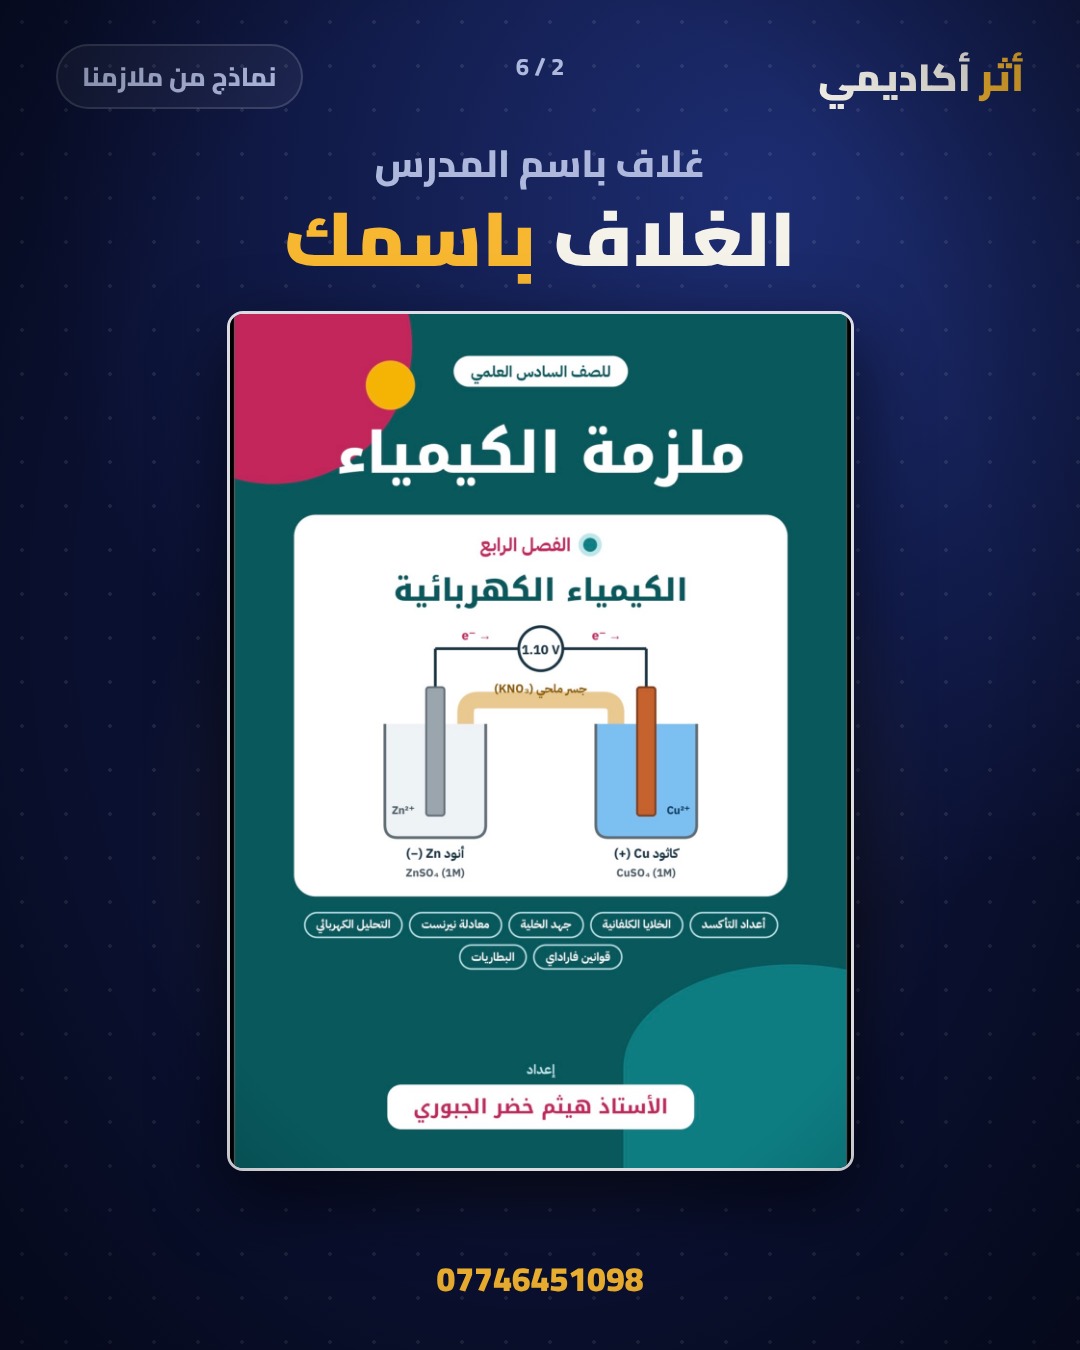 أثر أكاديمي
6 / 2
نماذج من ملازمنا
غلاف باسم المدرس
الغلاف باسمك
للصف السادس العلمي
ملزمة الكيمياء
الفصل الرابع
الكيمياء الكهربائية
e⁻ →
1.10 V
e⁻ →
جسر ملحي (KNO₃)
Zn²⁺
Cu²⁺
أنود Zn (−)
كاثود Cu (+)
ZnSO₄ (1M)
CuSO₄ (1M)
أعداد التأكسد
الخلايا الكلفانية
جهد الخلية
معادلة نيرنست
التحليل الكهربائي
قوانين فاراداي
البطاريات
إعداد
الأستاذ هيثم خضر الجبوري
07746451098